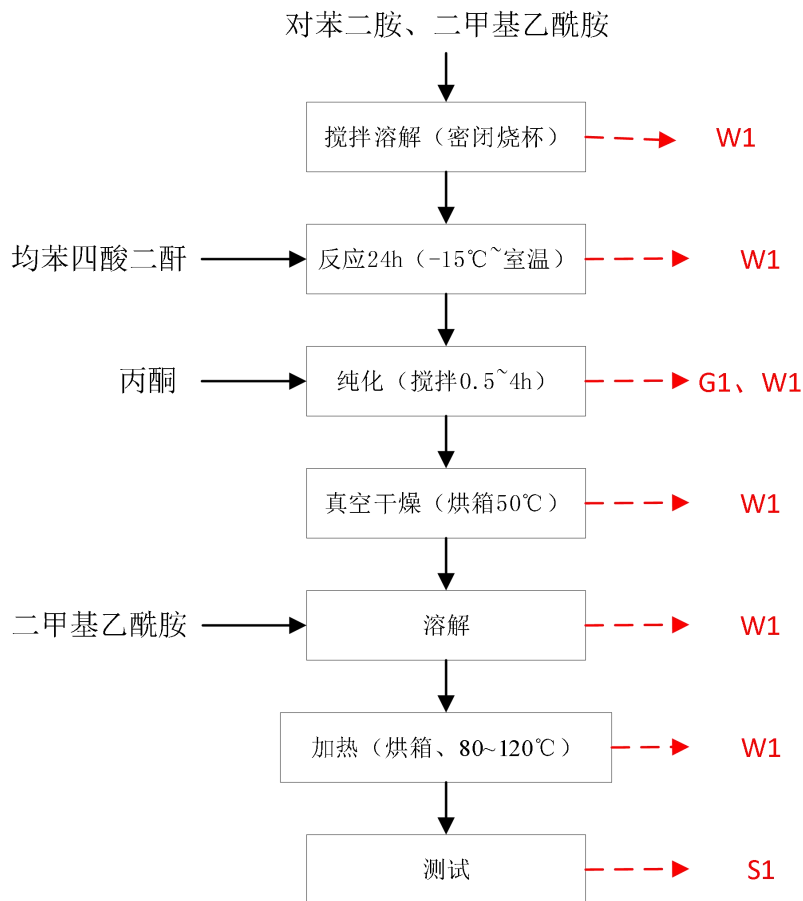 对苯二胺、二甲基乙酰胺
搅拌溶解（密闭烧杯）
W1
均苯四酸二酐
反应24h（-15℃~室温）
W1
丙酮
纯化（搅拌0.5~4h）
G1、W1
真空干燥（烘箱50℃）
W1
二甲基乙酰胺
溶解
W1
加热（烘箱、80~120℃）
W1
测试
S1